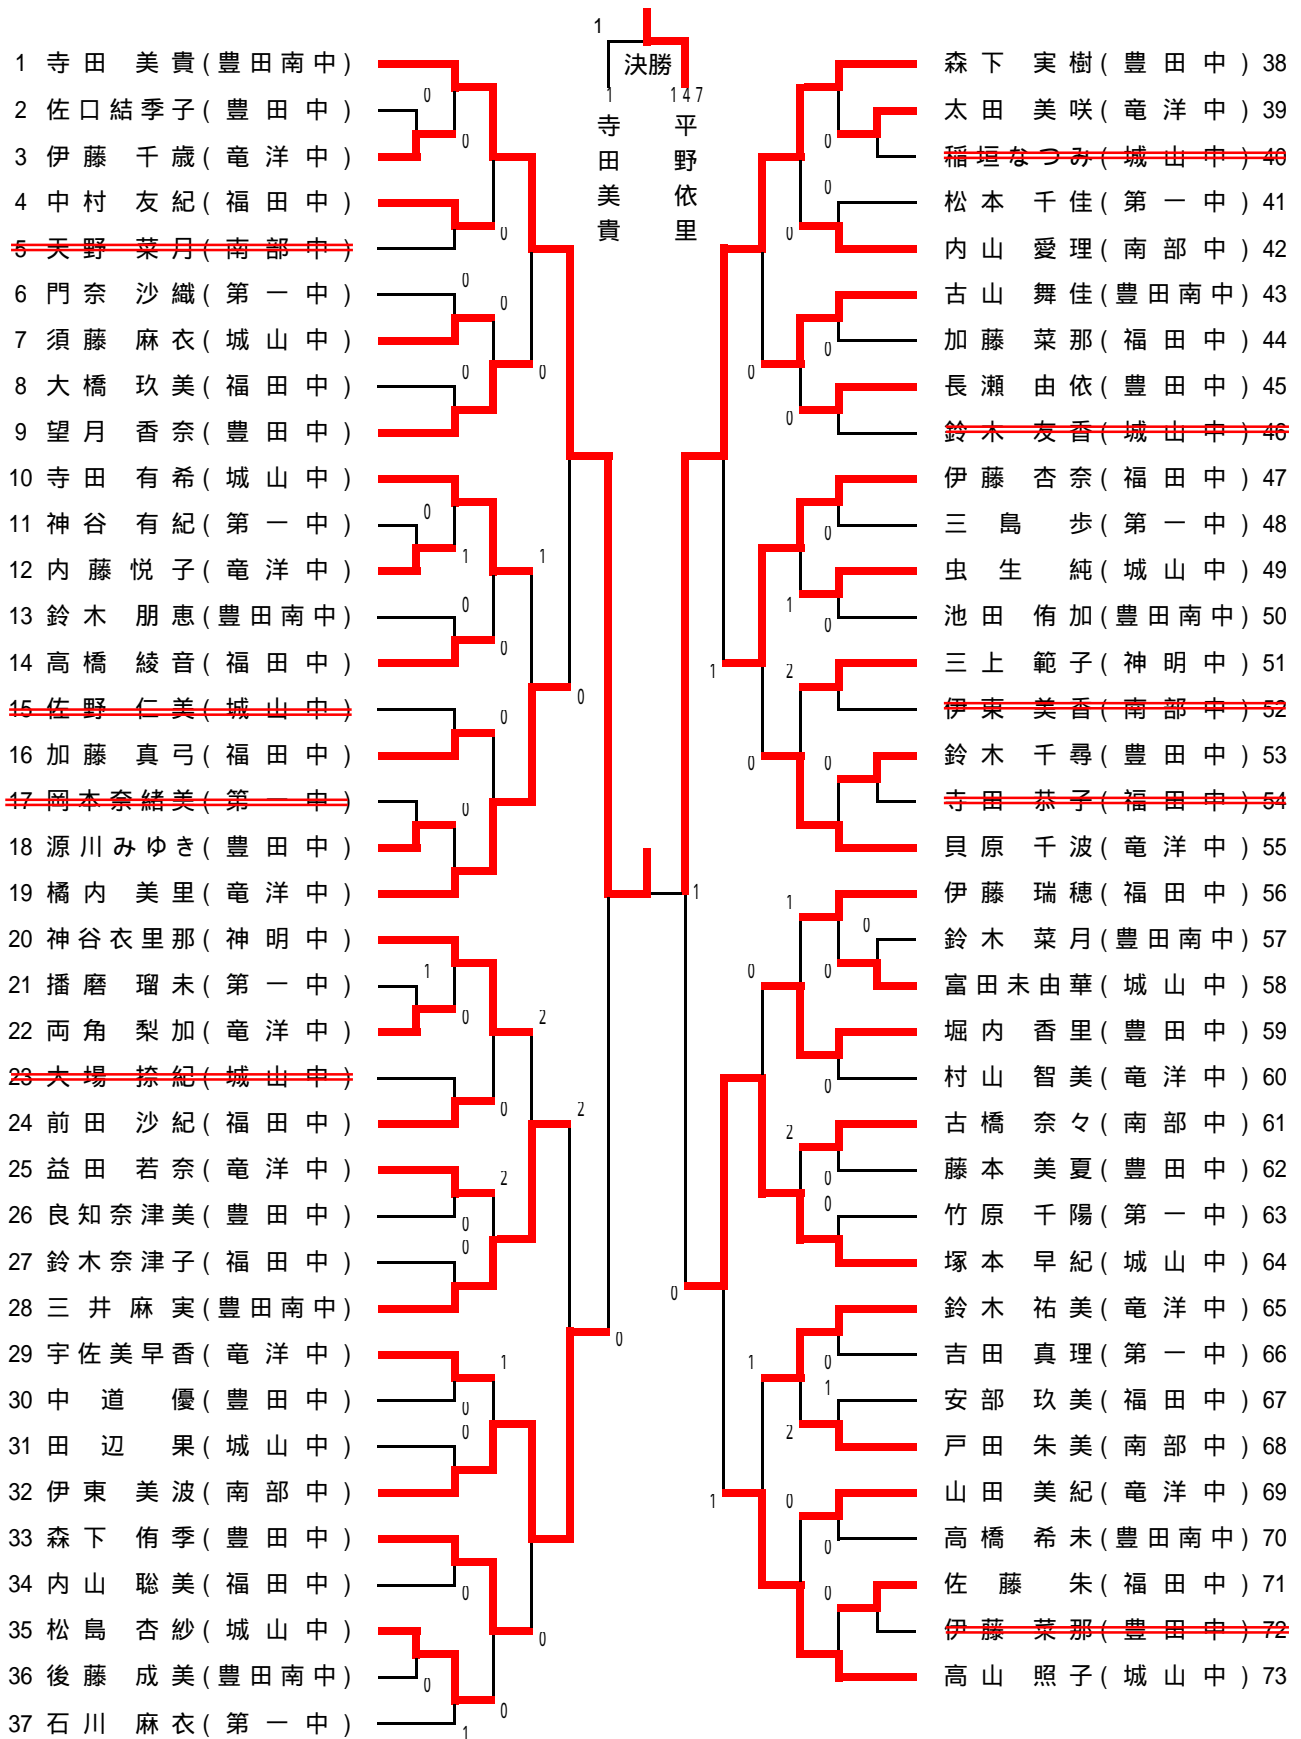 1
決勝
1
147
寺田美貴
平野依里
1 寺田 美貴(豊田南中)
2 佐口結季子(豊田中)
3 伊藤 千歳(竜洋中)
4 中村 友紀(福田中)
5 天野 菜月(南部中)
6 門奈 沙織(第一中)
7 須藤 麻衣(城山中)
8 大橋 玖美(福田中)
9 望月 香奈(豊田中)
10 寺田 有希(城山中)
11 神谷 有紀(第一中)
12 内藤悦子(竜洋中)
13 鈴木 朋恵(豊田南中)
14 高橋 綾音(福田中)
15 佐野 仁美(城山中)
16 加藤 真弓(福田中)
17 岡本奈緒美(第一中)
18 源川みゆき(豊田中)
19 橘内 美里(竜洋中)
20 神谷衣里那(神明中)
21 播磨 瑠未(第一中)
22 両角 梨加(竜洋中)
23 大場 捺紀(城山中)
24 前田 沙紀(福田中)
25 益田 若奈(竜洋中)
26 良知奈津美(豊田中)
27 鈴木奈津子(福田中)
28 三井麻実(豊田南中)
29 宇佐美早香(竜洋中)
30 中道 優(豊田中)
31 田辺 果(城山中)
32 伊東 美波(南部中)
33 森下 侑季(豊田中)
34 内山 聡美(福田中)
35 松島 杏紗(城山中)
36 後藤 成美(豊田南中)
37 石川 麻衣(第一中)
森下 実樹(豊田中) 38
太田 美咲(竜洋中) 39
稲垣なつみ(城山中) 40
松本 千佳(第一中) 41
内山 愛理(南部中) 42
古山 舞佳(豊田南中) 43
加藤 菜那(福田中) 44
長瀬 由依(豊田中) 45
鈴木 友香(城山中) 46
伊藤 杏奈(福田中) 47
三島 歩(第一中) 48
虫生 純(城山中) 49
池田 侑加(豊田南中) 50
三上 範子(神明中) 51
伊東 美香(南部中) 52
鈴木 千尋(豊田中) 53
寺田 恭子(福田中) 54
貝原 千波(竜洋中) 55
伊藤 瑞穂(福田中) 56
鈴木 菜月(豊田南中) 57
富田未由華(城山中) 58
堀内 香里(豊田中) 59
村山 智美(竜洋中) 60
古橋 奈々(南部中) 61
藤本 美夏(豊田中) 62
竹原 千陽(第一中) 63
塚本 早紀(城山中) 64
鈴木 祐美(竜洋中) 65
吉田 真理(第一中) 66
安部 玖美(福田中) 67
戸田 朱美(南部中) 68
山田 美紀(竜洋中) 69
高橋 希未(豊田南中) 70
佐藤 朱(福田中) 71
伊藤 菜那(豊田中) 72
高山 照子(城山中) 73